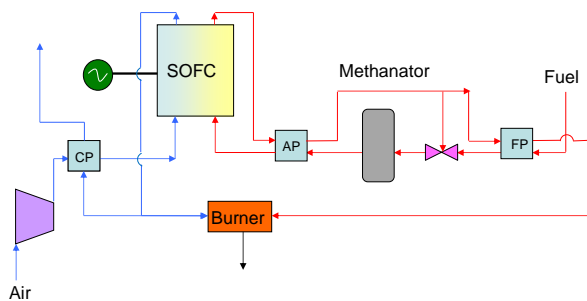 SOFC
Methanator
Fuel
CP
AP
FP
Burner
Air